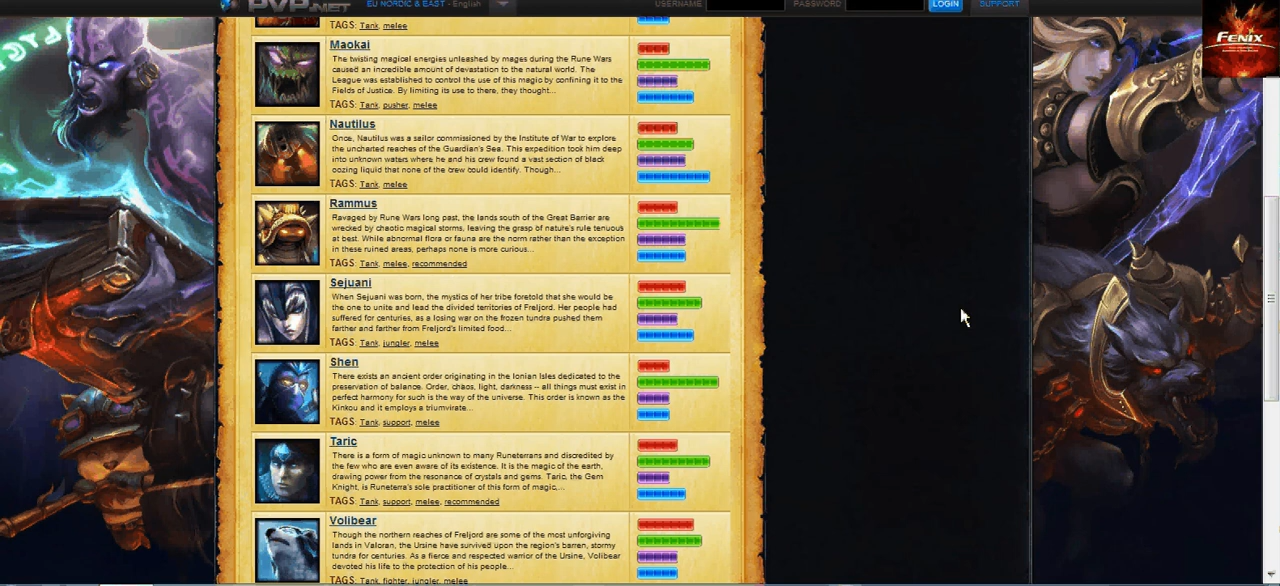 PVP.NET EU NORDIC & EAST - English USERNAME PASSWORD LOGIN SUPPORT
FENIX
TAGS: Tank, melee
Maokai
The twisting magical energies unleashed by mages during the Rune Wars
caused an incredible amount of devastation to the natural world. The
League was established to control the use of this magic by confining it to the
Fields of Justice. By limiting its use to there, they thought...
TAGS: Tank, pusher, melee
Nautilus
Once, Nautilus was a sailor commissioned by the Institute of War to explore
the uncharted reaches of the Guardian's Sea. This expedition took him deep
into unknown waters where he and his crew found a vast section of black
oozing liquid that none of the crew could identify. Though...
TAGS: Tank, melee
Rammus
Ravaged by Rune Wars long past, the lands south of the Great Barrier are
wrecked by chaotic magical storms, leaving the grasp of nature's rule tenuous
at best. While abnormal flora or fauna are the norm rather than the exception
in these ruined areas, perhaps none is more curious...
TAGS: Tank, melee, recommended
Sejuani
When Sejuani was born, the mystics of her tribe foretold that she would be
the one to unite and lead the divided territories of Freljord. Her people had
suffered for centuries, as a losing war on the frozen tundra pushed them
farther and farther from Freljord's limited food...
TAGS: Tank, jungler, melee
Shen
There exists an ancient order originating in the Ionian Isles dedicated to the
preservation of balance. Order, chaos, light, darkness -- all things must exist in
perfect harmony for such is the way of the universe. This order is known as the
Kinkou and it employs a triumvirate...
TAGS: Tank, support, melee
Taric
There is a form of magic unknown to many Runeterrans and discredited by
the few who are even aware of its existence. It is the magic of the earth,
drawing power from the resonance of crystals and gems. Taric, the Gem
Knight, is Runeterra's sole practitioner of this form of magic,...
TAGS: Tank, support, melee, recommended
Volibear
Though the northern reaches of Freljord are some of the most unforgiving
lands in Valoran, the Ursine have survived upon the region's barren, stormy
tundra for centuries. As a fierce and respected warrior of the Ursine, Volibear
devoted his life to the protection of his people...
TAGS: Tank, fighter, jungler, melee